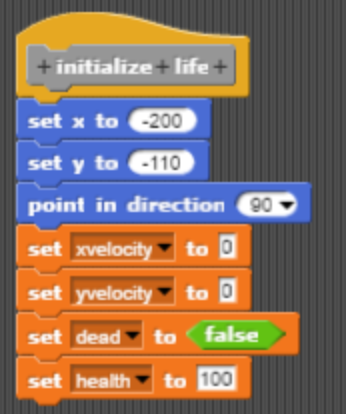 + initialize + life +
set x to -200
set y to -110
point in direction 90
set xvelocity to 0
set yvelocity to 0
set dead to false
set health to 100